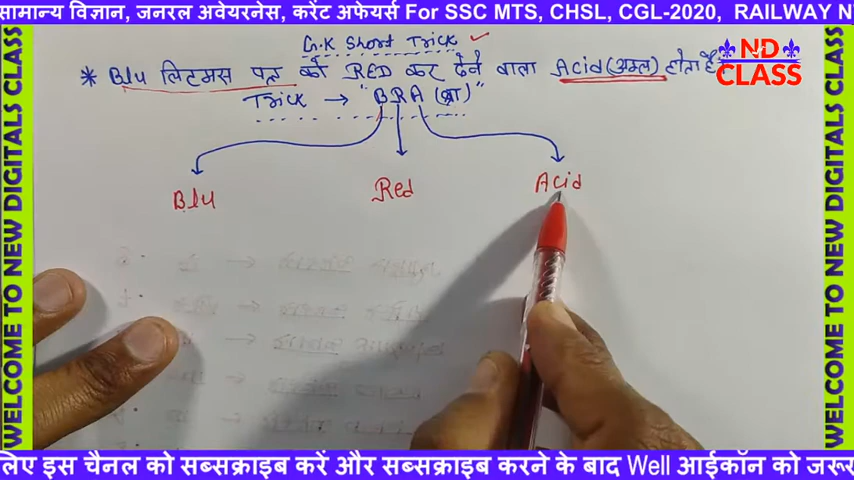 सामान्य विज्ञान, जनरल अवेयरनेस, करेंट अफेयर्स For SSC MTS, CHSL, CGL-2020, RAILWAY N
G.K Short Trick
ND
CLASS
* Blu लिटमस पत्र को RED कर देने वाला Acid(अम्ल) होता है
Trick → "BRA (ब्रा)"
Blu Red Acid
WELCOME TO NEW DIGITALS CLASS
WELCOME TO NEW DIGITALS CLASS
लिए इस चैनल को सब्सक्राइब करें और सब्सक्राइब करने के बाद Well आईकॉन को जरूर